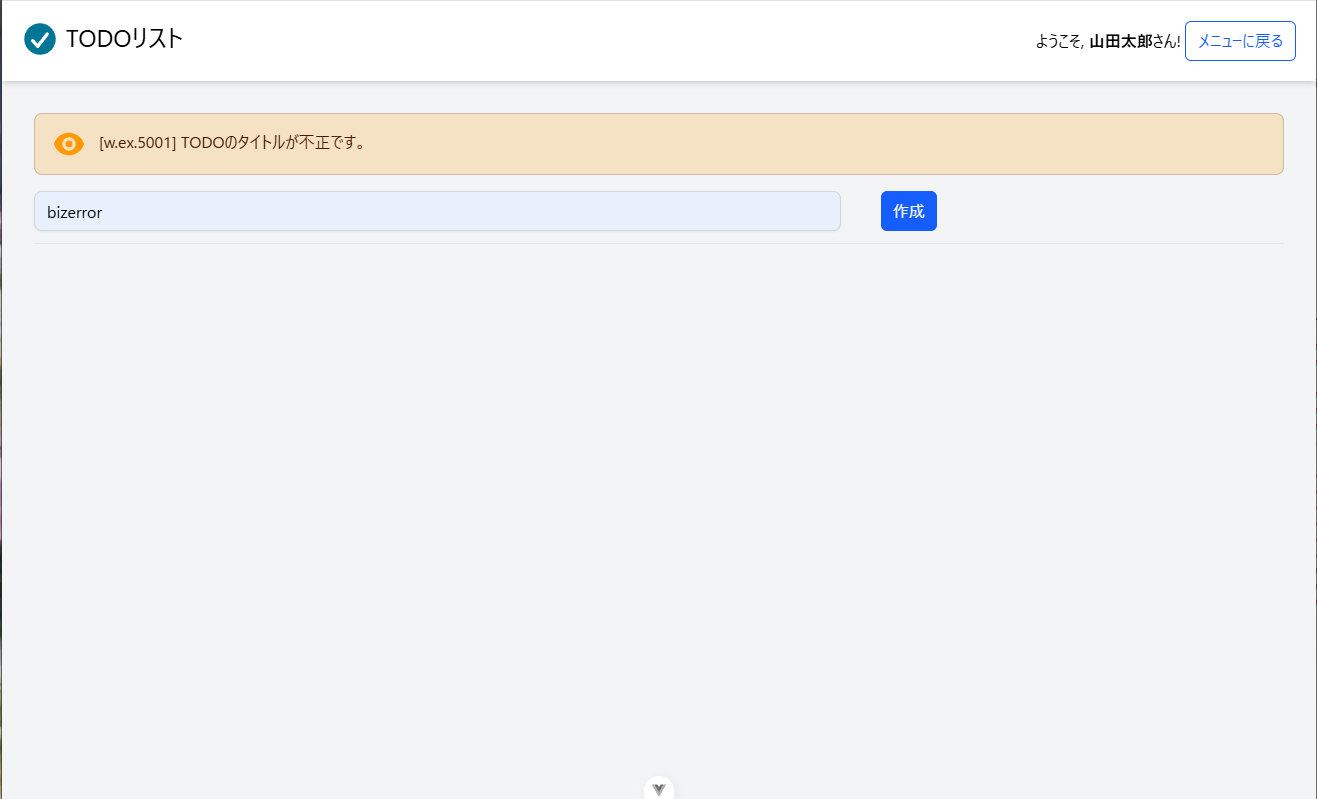 TODOリスト
ようこそ, 山田太郎さん! メニューに戻る
[w.ex.5001] TODOのタイトルが不正です。
bizerror
作成